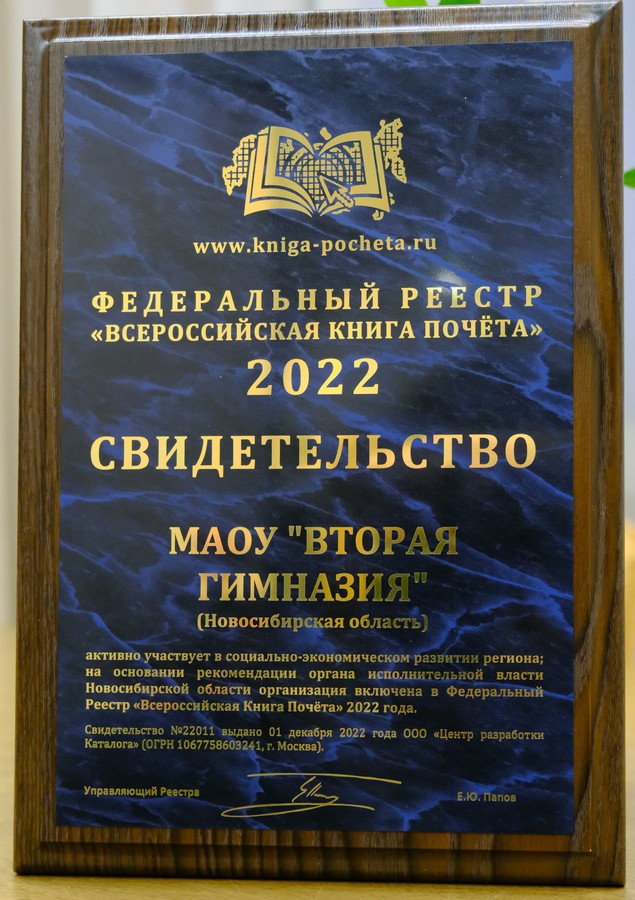 www.kniga-pocheta.ru
ФЕДЕРАЛЬНЫЙ РЕЕСТР
«ВСЕРОССИЙСКАЯ КНИГА ПОЧЁТА»
2022
СВИДЕТЕЛЬСТВО
МАОУ "ВТОРАЯ
ГИМНАЗИЯ"
(Новосибирская область)
активно участвует в социально-экономическом развитии региона;
на основании рекомендации органа исполнительной власти
Новосибирской области организация включена в Федеральный
Реестр «Всероссийская Книга Почёта» 2022 года.
Свидетельство №22011 выдано 01 декабря 2022 года ООО «Центр разработки
Каталога» (ОГРН 1067758603241, г. Москва).
Управляющий Реестра Е.Ю. Папов